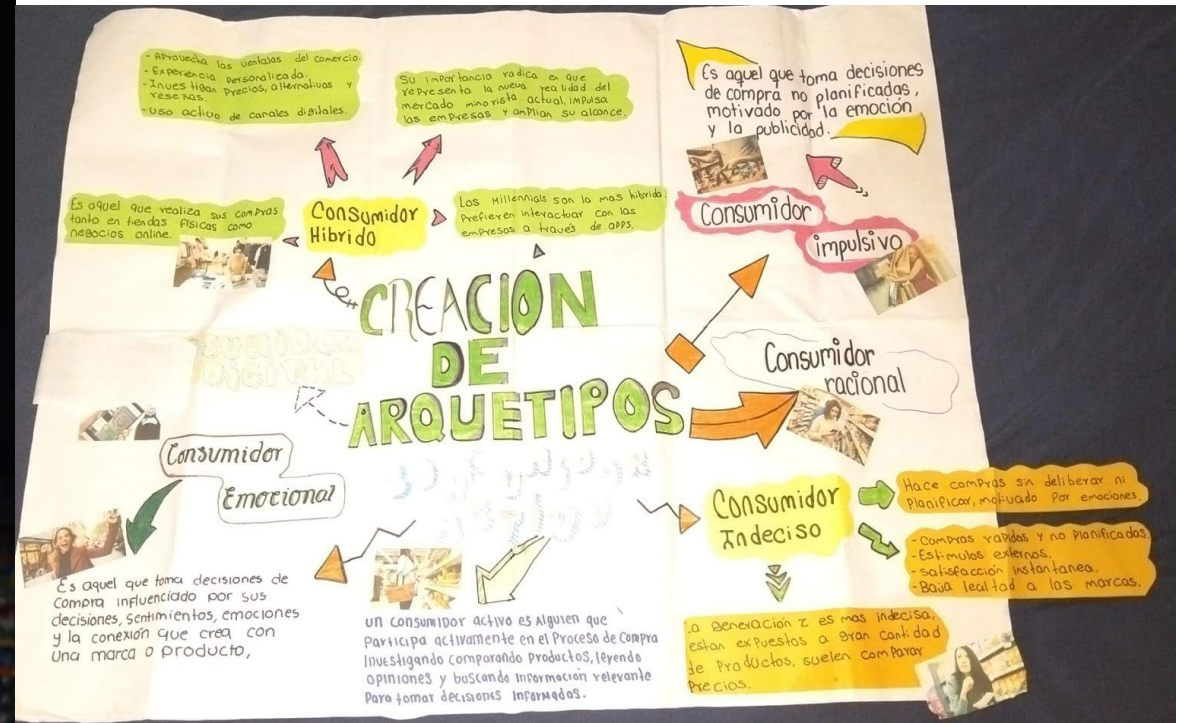 - Aprovecha las ventajas del comercio.
- Experiencia personalizada.
- Investigan Precios, alternativas y
reseñas.
- Uso activo de canales digitales.
Su importancia radica en que
representa la nueva realidad del
mercado minorista actual, impulsa
las empresas y amplian su alcance.
Es aquel que toma decisiones
de compra no planificadas,
motivado por la emoción
y la publicidad.
Es aquel que realiza sus compras
tanto en tiendas físicas como
negocios online.
Consumidor
Híbrido
Los Millennials son la mas hibrida
Prefieren interactuar con las
empresas a través de apps.
Consumidor
impulsivo
CREACIÓN
DE
ARQUETIPOS
DIGITAL
Consumidor
racional
Consumidor
Emocional
Es aquel que toma decisiones de
compra influenciado por sus
decisiones, sentimientos, emociones
y la conexión que crea con
una marca o producto,
un consumidor activo es Alguien que
Participa activamente en el Proceso de Compra
Investigando comparando Productos, leyendo
opiniones y buscando información relevante
Para tomar decisiones informadas.
Consumidor
Indeciso
Hace compras sin deliberar ni
Planificar, motivado Por emociones.
- Compras rapidas y no Planificadas.
- Estimulos externos.
- Satisfacción instantanea.
- Baja lealtad a las marcas.
La generación z es mas indecisa,
estan expuestos a gran cantidad
de Productos, suelen comparar
Precios.